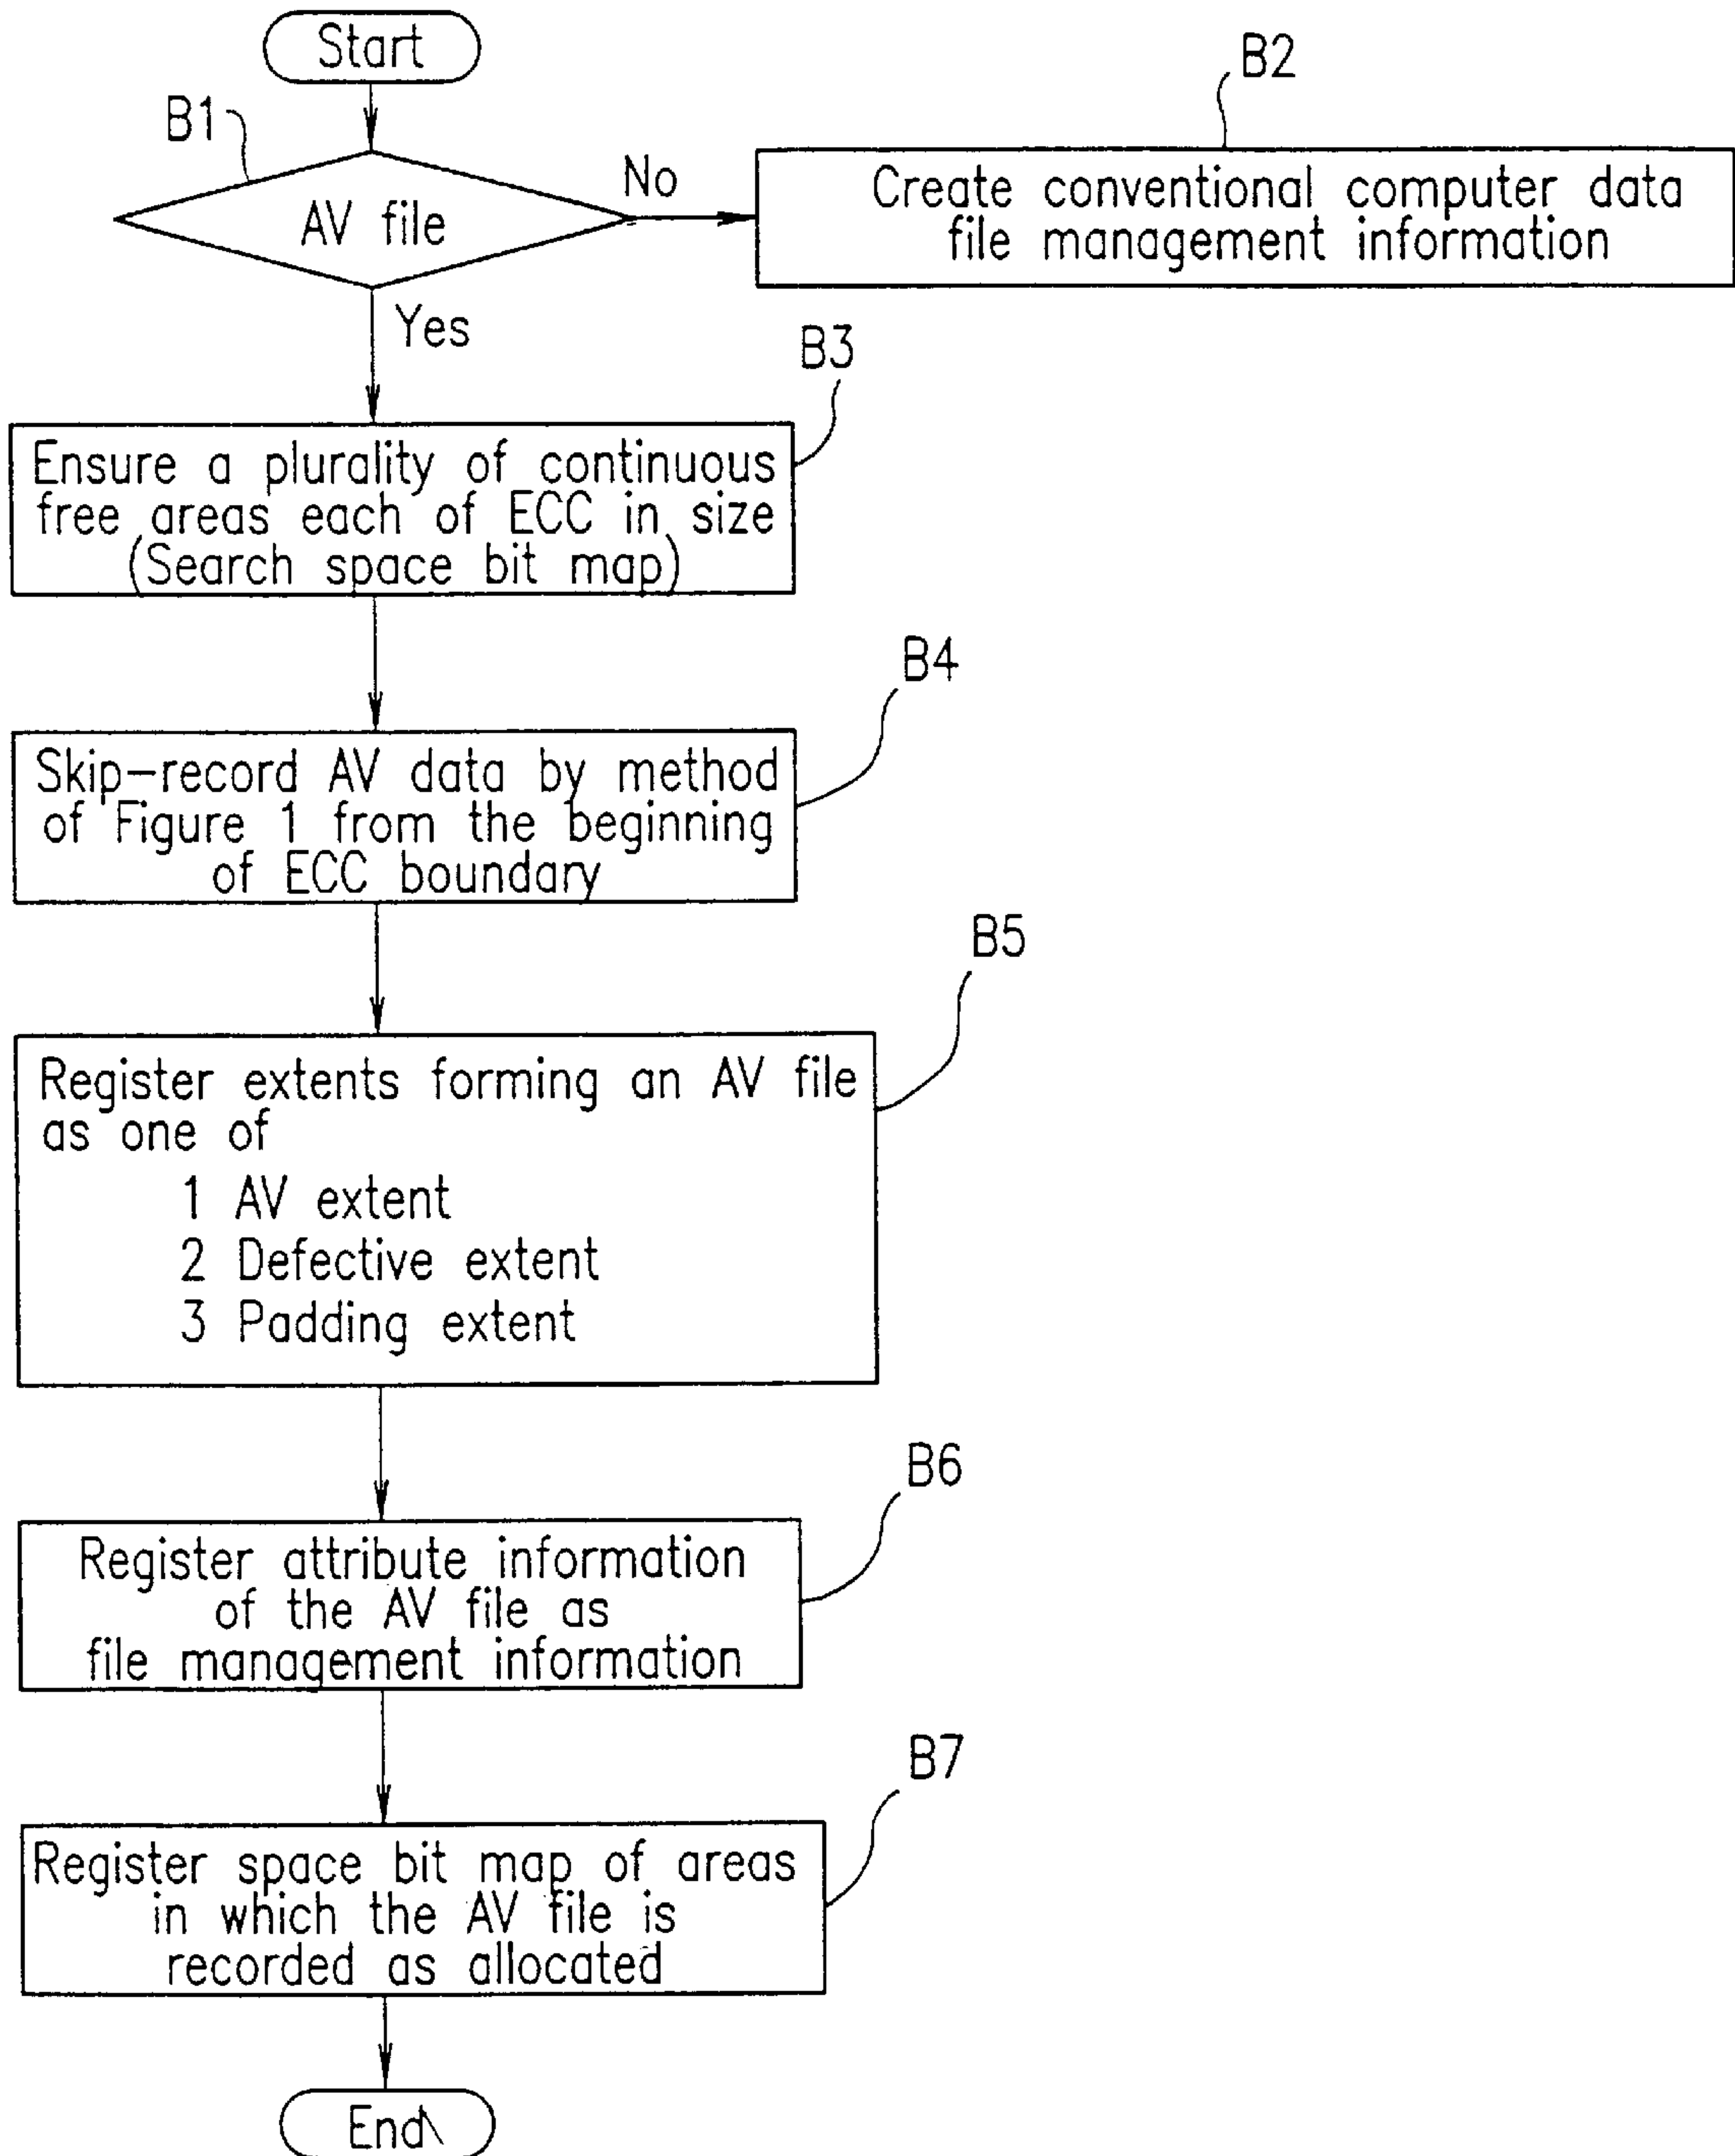 Start
B1
AV file
No
B2
Create conventional computer data
file management information
Yes
B3
Ensure a plurality of continuous
free areas each of ECC in size
(Search space bit map)
B4
Skip-record AV data by method
of Figure 1 from the beginning
of ECC boundary
B5
Register extents forming an AV file
as one of
1 AV extent
2 Defective extent
3 Padding extent
B6
Register attribute information
of the AV file as
file management information
B7
Register space bit map of areas
in which the AV file is
recorded as allocated
End